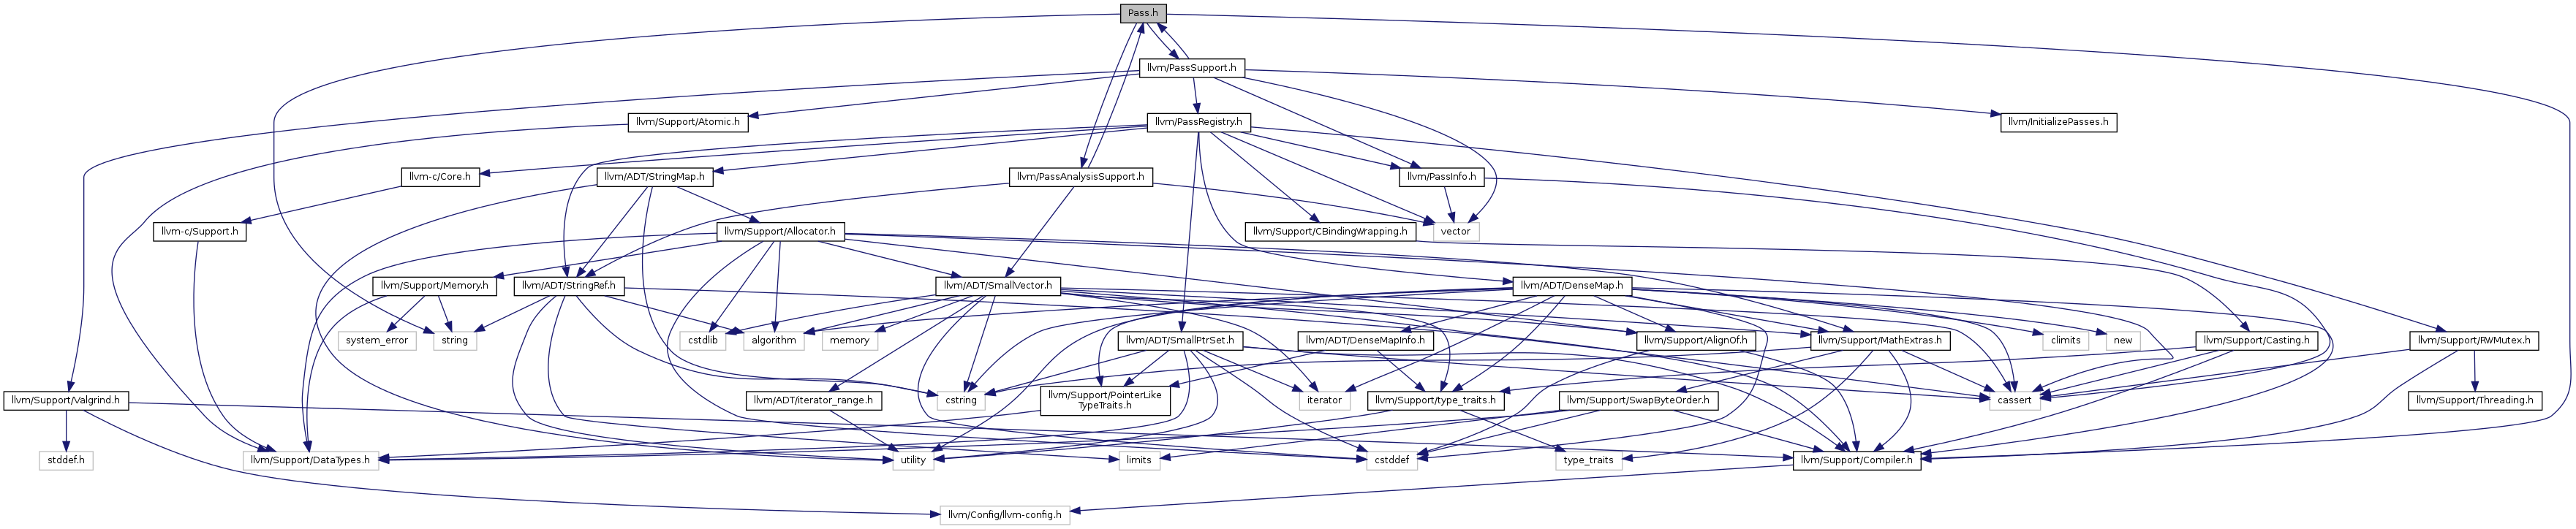 Pass.h
llvm/PassSupport.h
llvm/Support/Atomic.h
llvm/PassRegistry.h
llvm/InitializePasses.h
llvm-c/Core.h
llvm/ADT/StringMap.h
llvm/PassAnalysisSupport.h
llvm/PassInfo.h
llvm-c/Support.h
llvm/Support/Allocator.h
llvm/Support/CBindingWrapping.h
vector
llvm/Support/Memory.h
llvm/ADT/StringRef.h
llvm/ADT/SmallVector.h
llvm/ADT/DenseMap.h
system_error
string
cstdlib
algorithm
memory
llvm/ADT/SmallPtrSet.h
llvm/ADT/DenseMapInfo.h
llvm/Support/AlignOf.h
llvm/Support/MathExtras.h
climits
new
llvm/Support/Casting.h
llvm/Support/RWMutex.h
llvm/Support/Valgrind.h
llvm/ADT/iterator_range.h
cstring
llvm/Support/PointerLike
TypeTraits.h
iterator
llvm/Support/type_traits.h
llvm/Support/SwapByteOrder.h
cassert
llvm/Support/Threading.h
stddef.h
llvm/Support/DataTypes.h
utility
limits
cstddef
type_traits
llvm/Support/Compiler.h
llvm/Config/llvm-config.h